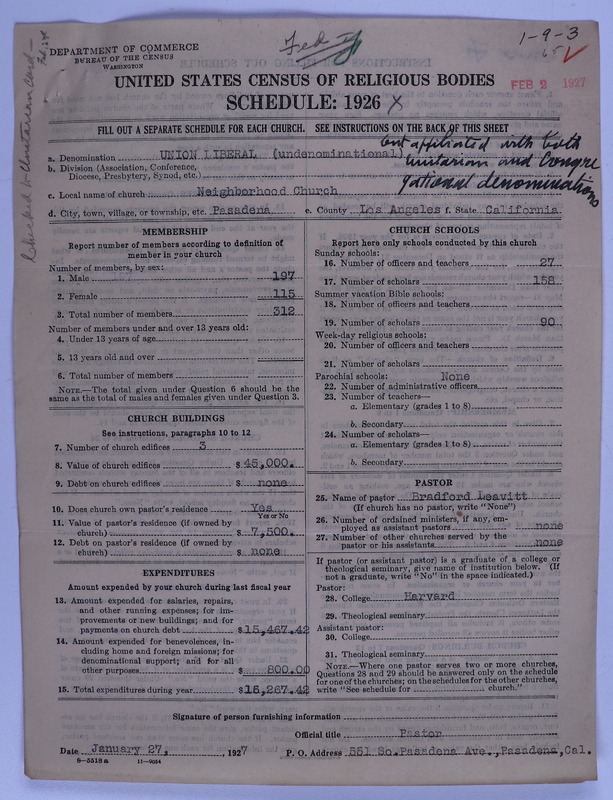 DEPARTMENT OF COMMERCE
BUREAU OF THE CENSUS
WASHINGTON
1-9-3
65
FEB 2 1927
UNITED STATES CENSUS OF RELIGIOUS BODIES
SCHEDULE: 1926 X
FILL OUT A SEPARATE SCHEDULE FOR EACH CHURCH. SEE INSTRUCTIONS ON THE BACK OF THIS SHEET
but affiliated with both
Unitarian and Congre
gational denominations
a. Denomination UNION LIBERAL (undenominational)
b. Division (Association, Conference,
Diocese, Presbytery, Synod, etc.)
c. Local name of church Neighborhood Church
d. City, town, village, or township, etc. Pasadena e. County Los Angeles f. State California
MEMBERSHIP
Report number of members according to definition of
member in your church
Number of members, by sex:
1. Male 197
2. Female 115
3. Total number of members 312
Number of members under and over 13 years old:
4. Under 13 years of age
5. 13 years old and over
6. Total number of members
NOTE.—The total given under Question 6 should be
same as the total of males and females given under Question 3.
CHURCH BUILDINGS
See instructions, paragraphs 10 to 12
7. Number of church edifices 3
8. Value of church edifices $45,000.
9. Debt on church edifices $ none
10. Does church own pastor's residence Yes
Yes or No
11. Value of pastor's residence (if owned by
church) $ 7,500.
12. Debt on pastor's residence (if owned by
church) $ none
EXPENDITURES
Amount expended by your church during last fiscal year
13. Amount expended for salaries, repairs,
and other running expenses; for im-
provements or new buildings; and for
payments on church debt $15,467.42
14. Amount expended for benevolences, in-
cluding home and foreign missions; for
denominational support; and for all
other purposes $ 800.00
15. Total expenditures during year $16,267.42
CHURCH SCHOOLS
Report here only schools conducted by this church
Sunday schools:
16. Number of officers and teachers 27
17. Number of scholars 158
Summer vacation Bible schools:
18. Number of officers and teachers
19. Number of scholars 90
Week-day religious schools:
20. Number of officers and teachers
21. Number of scholars
Parochial schools: None
22. Number of administrative officers
23. Number of teachers—
a. Elementary (grades 1 to 8)
b. Secondary
24. Number of scholars—
a. Elementary (grades 1 to 8)
b. Secondary
PASTOR
25. Name of pastor Bradford Leavitt
(If church has no pastor, write "None")
26. Number of ordained ministers, if any, em-
ployed as assistant pastors none
27. Number of other churches served by the
pastor or his assistants none
If pastor (or assistant pastor) is a graduate of a college or
theological seminary, give name of institution below. (If
not a graduate, write "No" in the space indicated.)
Pastor:
28. College Harvard
29. Theological seminary
Assistant pastor:
30. College
31. Theological seminary
NOTE.—Where one pastor serves two or more churches,
Questions 28 and 29 should be answered only on the schedule
for one of the churches; on the schedules for the other churches,
write "See schedule for church."
Signature of person furnishing information
Official title Pastor
Date January 27, 1927 P. O. Address 551 So.Pasadena Ave.,Pasadena,Cal.
8-5518a 11-9034